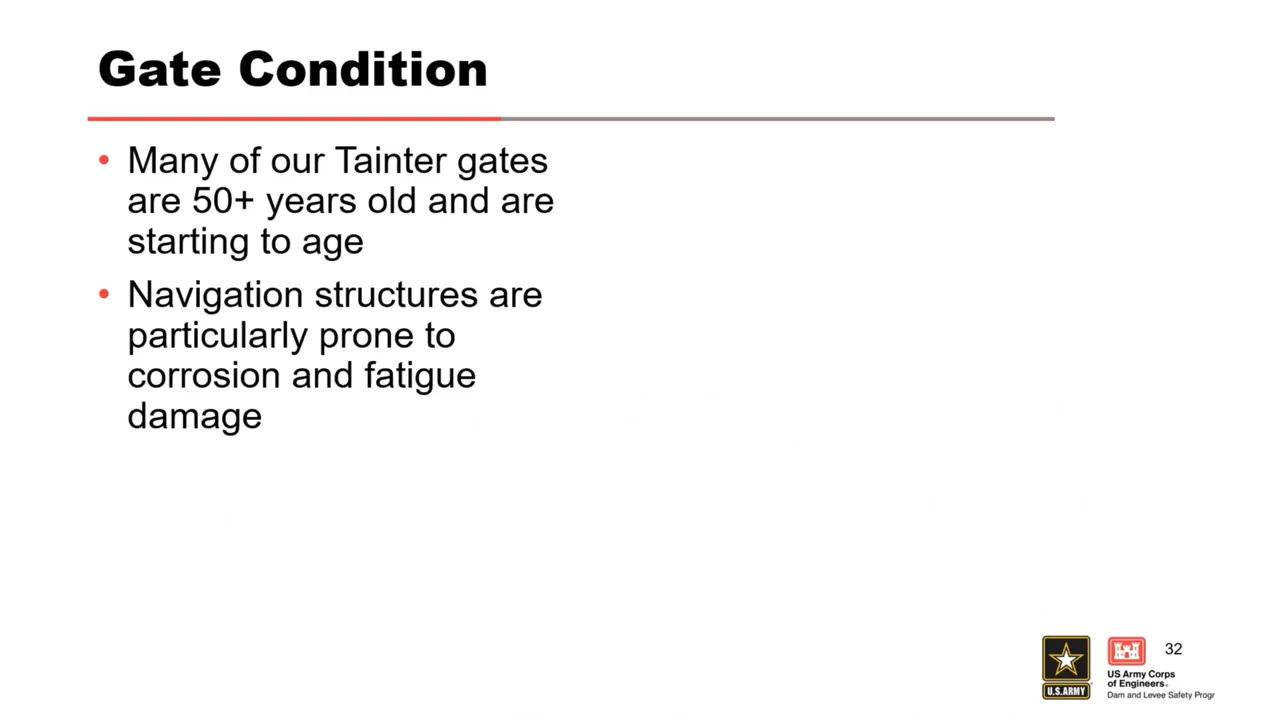 Gate Condition
• Many of our Tainter gates
are 50+ years old and are
starting to age
• Navigation structures are
particularly prone to
corrosion and fatigue
damage
U.S.ARMY
US Army Corps
of Engineers®
Dam and Levee Safety Progr
32